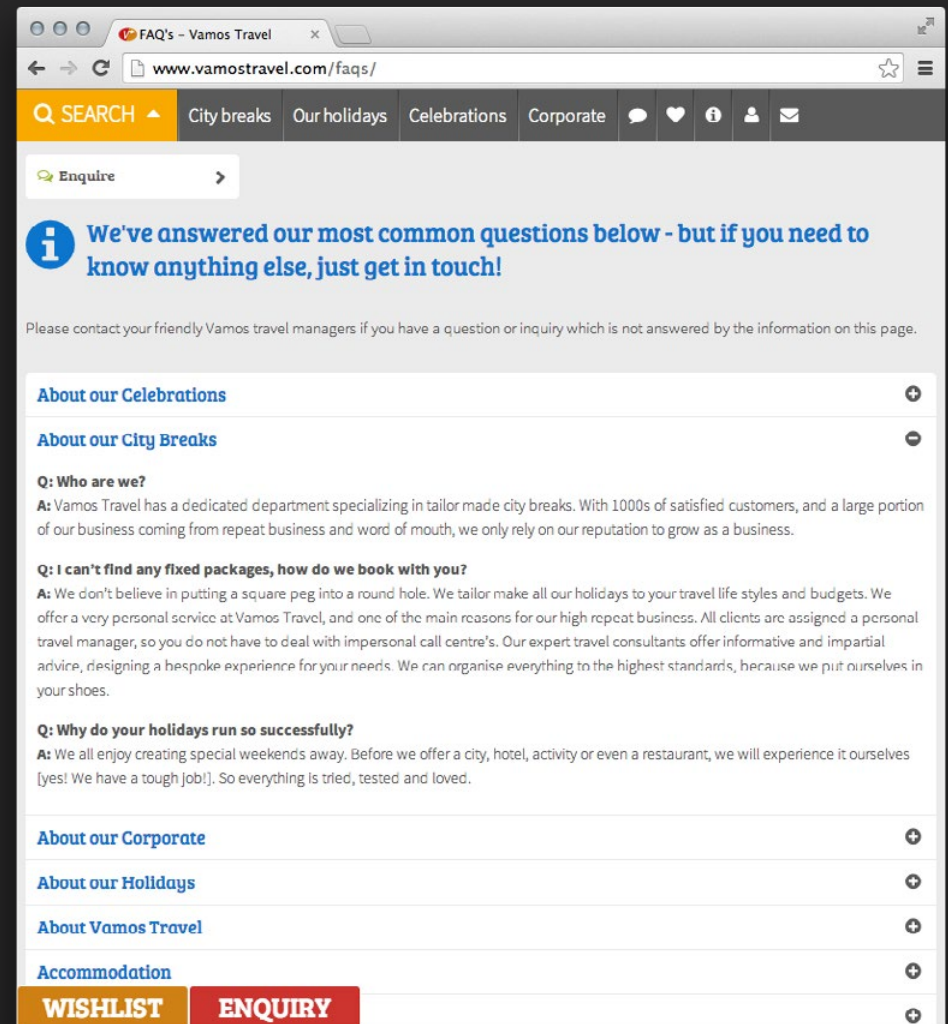 FAQ's – Vamos Travel
www.vamostravel.com/faqs/
SEARCH City breaks Our holidays Celebrations Corporate
Enquire
We've answered our most common questions below - but if you need to
know anything else, just get in touch!
Please contact your friendly Vamos travel managers if you have a question or inquiry which is not answered by the information on this page.
About our Celebrations
About our City Breaks
Q: Who are we?
A: Vamos Travel has a dedicated department specializing in tailor made city breaks. With 1000s of satisfied customers, and a large portion
of our business coming from repeat business and word of mouth, we only rely on our reputation to grow as a business.
Q: I can't find any fixed packages, how do we book with you?
A: We don't believe in putting a square peg into a round hole. We tailor make all our holidays to your travel life styles and budgets. We
offer a very personal service at Vamos Travel, and one of the main reasons for our high repeat business. All clients are assigned a personal
travel manager, so you do not have to deal with impersonal call centre's. Our expert travel consultants offer informative and impartial
advice, designing a bespoke experience for your needs. We can organise everything to the highest standards, because we put ourselves in
your shoes.
Q: Why do your holidays run so successfully?
A: We all enjoy creating special weekends away. Before we offer a city, hotel, activity or even a restaurant, we will experience it ourselves
[yes! We have a tough job!]. So everything is tried, tested and loved.
About our Corporate
About our Holidays
About Vamos Travel
Accommodation
WISHLIST ENQUIRY